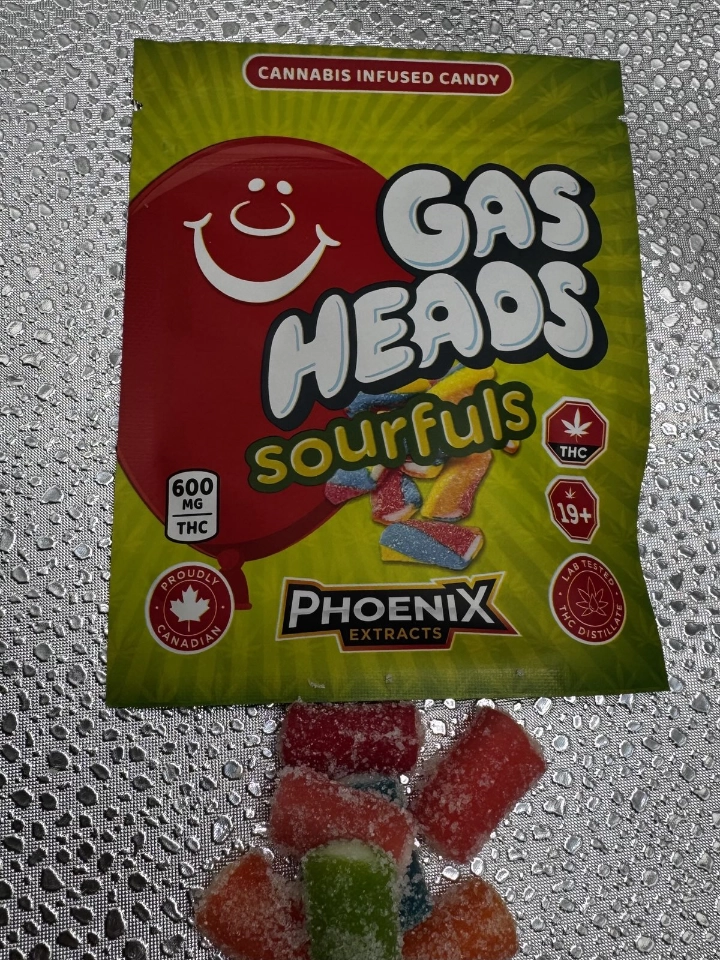 CANNABIS INFUSED CANDY
GAS
HEADS
sourfuls
THC
600
MG
THC
19+
PROUDLY
CANADIAN
PHOENIX
EXTRACTS
LAB TESTED
THC DISTILLATE